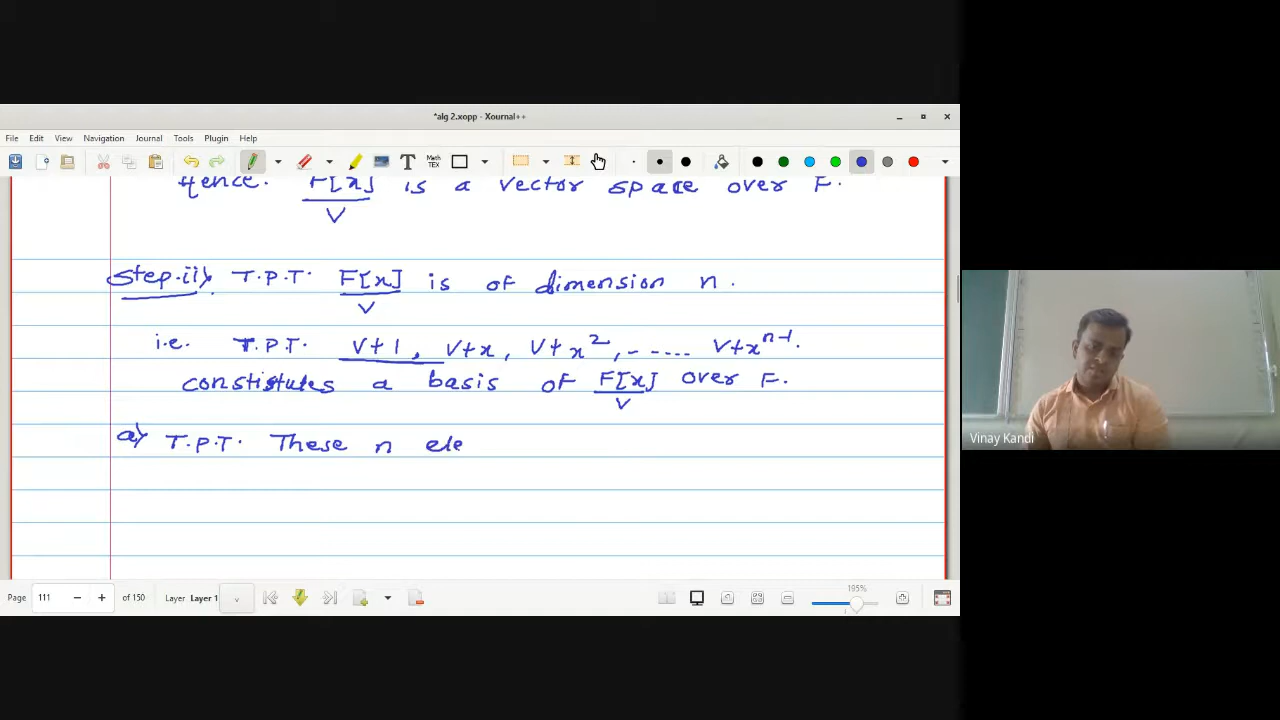 *alg 2.xopp - Xournal++
File Edit View Navigation Journal Tools Plugin Help
Hence. F[x]/V is a vector space over F.
Step.ii) T.P.T. F[x]/V is of dimension n.
i.e. T.P.T. V+1, V+x, V+x^2, ....... V+x^n-1.
constitutes a basis of F[x]/V over F.
a) T.P.T. These n ele
Vinay Kandi
Page 111 of 150 Layer Layer 1 195%